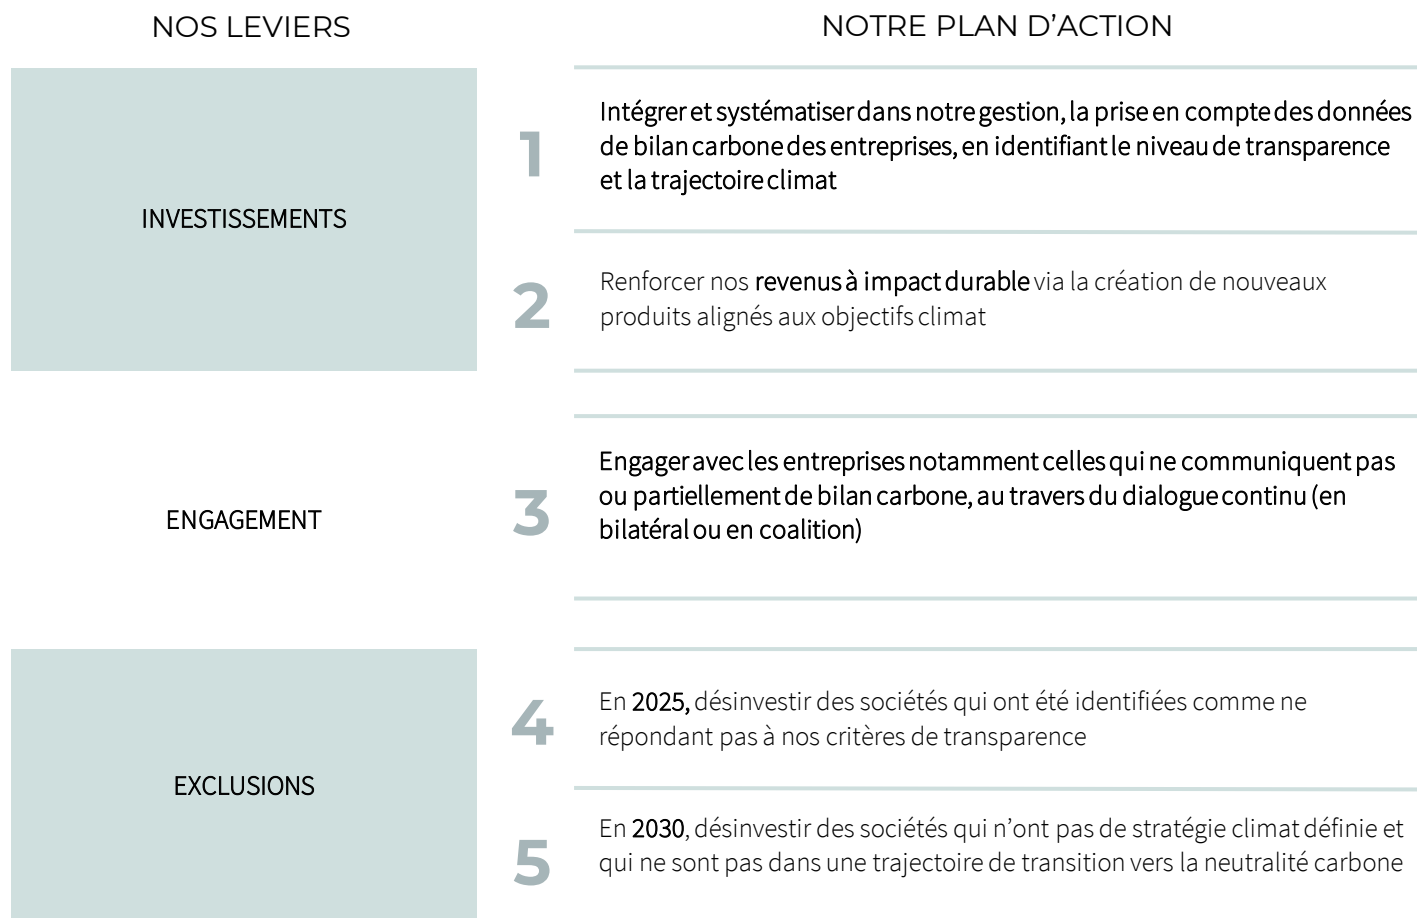 NOS LEVIERS
NOTRE PLAN D’ACTION
INVESTISSEMENTS
1
Intégrer et systématiser dans notre gestion, la prise en compte des données
de bilan carbone des entreprises, en identifiant le niveau de transparence
et la trajectoire climat
2
Renforcer nos revenus à impact durable via la création de nouveaux
produits alignés aux objectifs climat
ENGAGEMENT
3
Engager avec les entreprises notamment celles qui ne communiquent pas
ou partiellement de bilan carbone, au travers du dialogue continu (en
bilatéral ou en coalition)
EXCLUSIONS
4
En 2025, désinvestir des sociétés qui ont été identifiées comme ne
répondant pas à nos critères de transparence
5
En 2030, désinvestir des sociétés qui n’ont pas de stratégie climat définie et
qui ne sont pas dans une trajectoire de transition vers la neutralité carbone